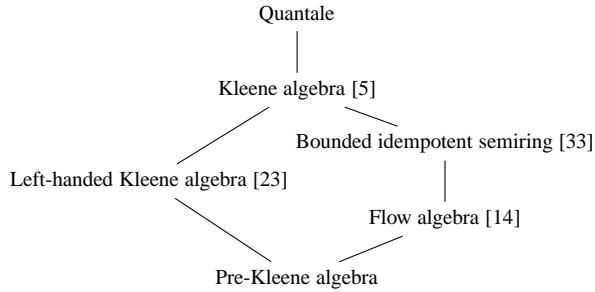 Quantale
Kleene algebra [5]
Bounded idempotent semiring [33]
Left-handed Kleene algebra [23]
Flow algebra [14]
Pre-Kleene algebra